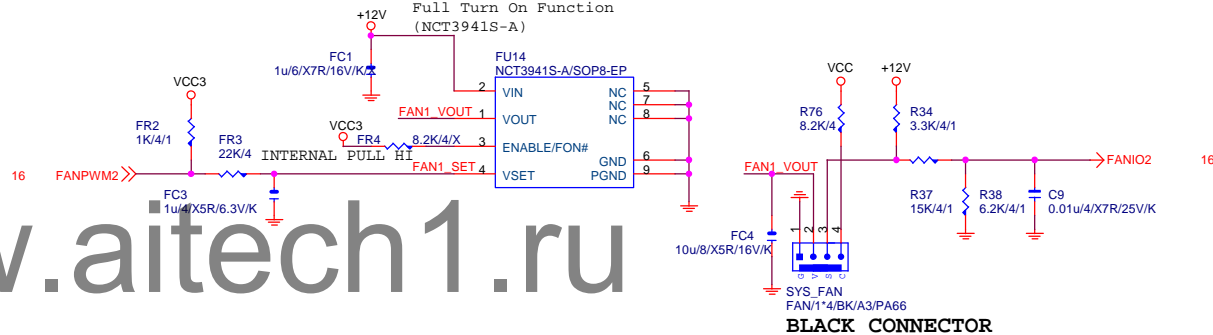 Full Turn On Function
(NCT3941S-A)
+12V
FC1
1u/6/X7R/16V/K/X
FU14
NCT3941S-A/SOP8-EP
2 VIN
FAN1_VOUT 1 VOUT
3 ENABLE/FON#
FAN1_SET 4 VSET
NC 5
NC 7
NC 8
GND 6
PGND 9
VCC3
FR2
1K/4/1
FR3
22K/4
VCC3
FR4 8.2K/4/X
INTERNAL PULL HI
16 FANPWM2
FC3
1u/4/X5R/6.3V/K
VCC
+12V
R76
8.2K/4
R34
3.3K/4/1
FAN1_VOUT
FANIO2 16
R37
15K/4/1
R38
6.2K/4/1
C9
0.01u/4/X7R/25V/K
FC4
10u/8/X5R/16V/K
1 2 3 4
G V S C
SYS_FAN
FAN/1*4/BK/A3/PA66
BLACK CONNECTOR
w.aitech1.ru